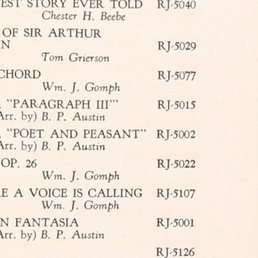 EST STORY EVER TOLD RJ-5040
Chester H. Beebe
OF SIR ARTHUR
N RJ-5029
Tom Grierson
CHORD RJ-5077
Wm. J. Gomph
, "PARAGRAPH III'" RJ-5015
Arr. by) B. P. Austin
, "POET AND PEASANT" RJ-5002
Arr. by) B. P. Austin
OP. 26 RJ-5022
Wm. J. Gomph
E A VOICE IS CALLING RJ-5107
Wm. J. Gomph
N FANTASIA RJ-5001
Arr. by) B. P. Austin
RJ-5126